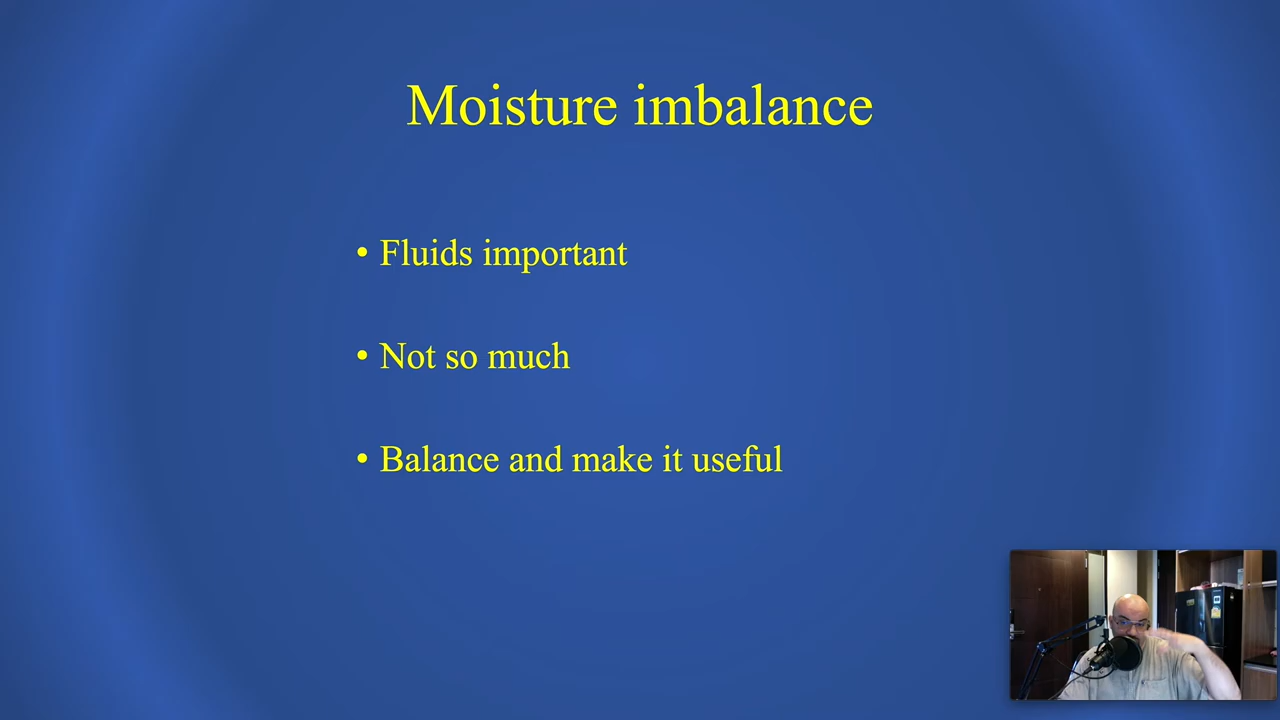 Moisture imbalance
• Fluids important
• Not so much
• Balance and make it useful